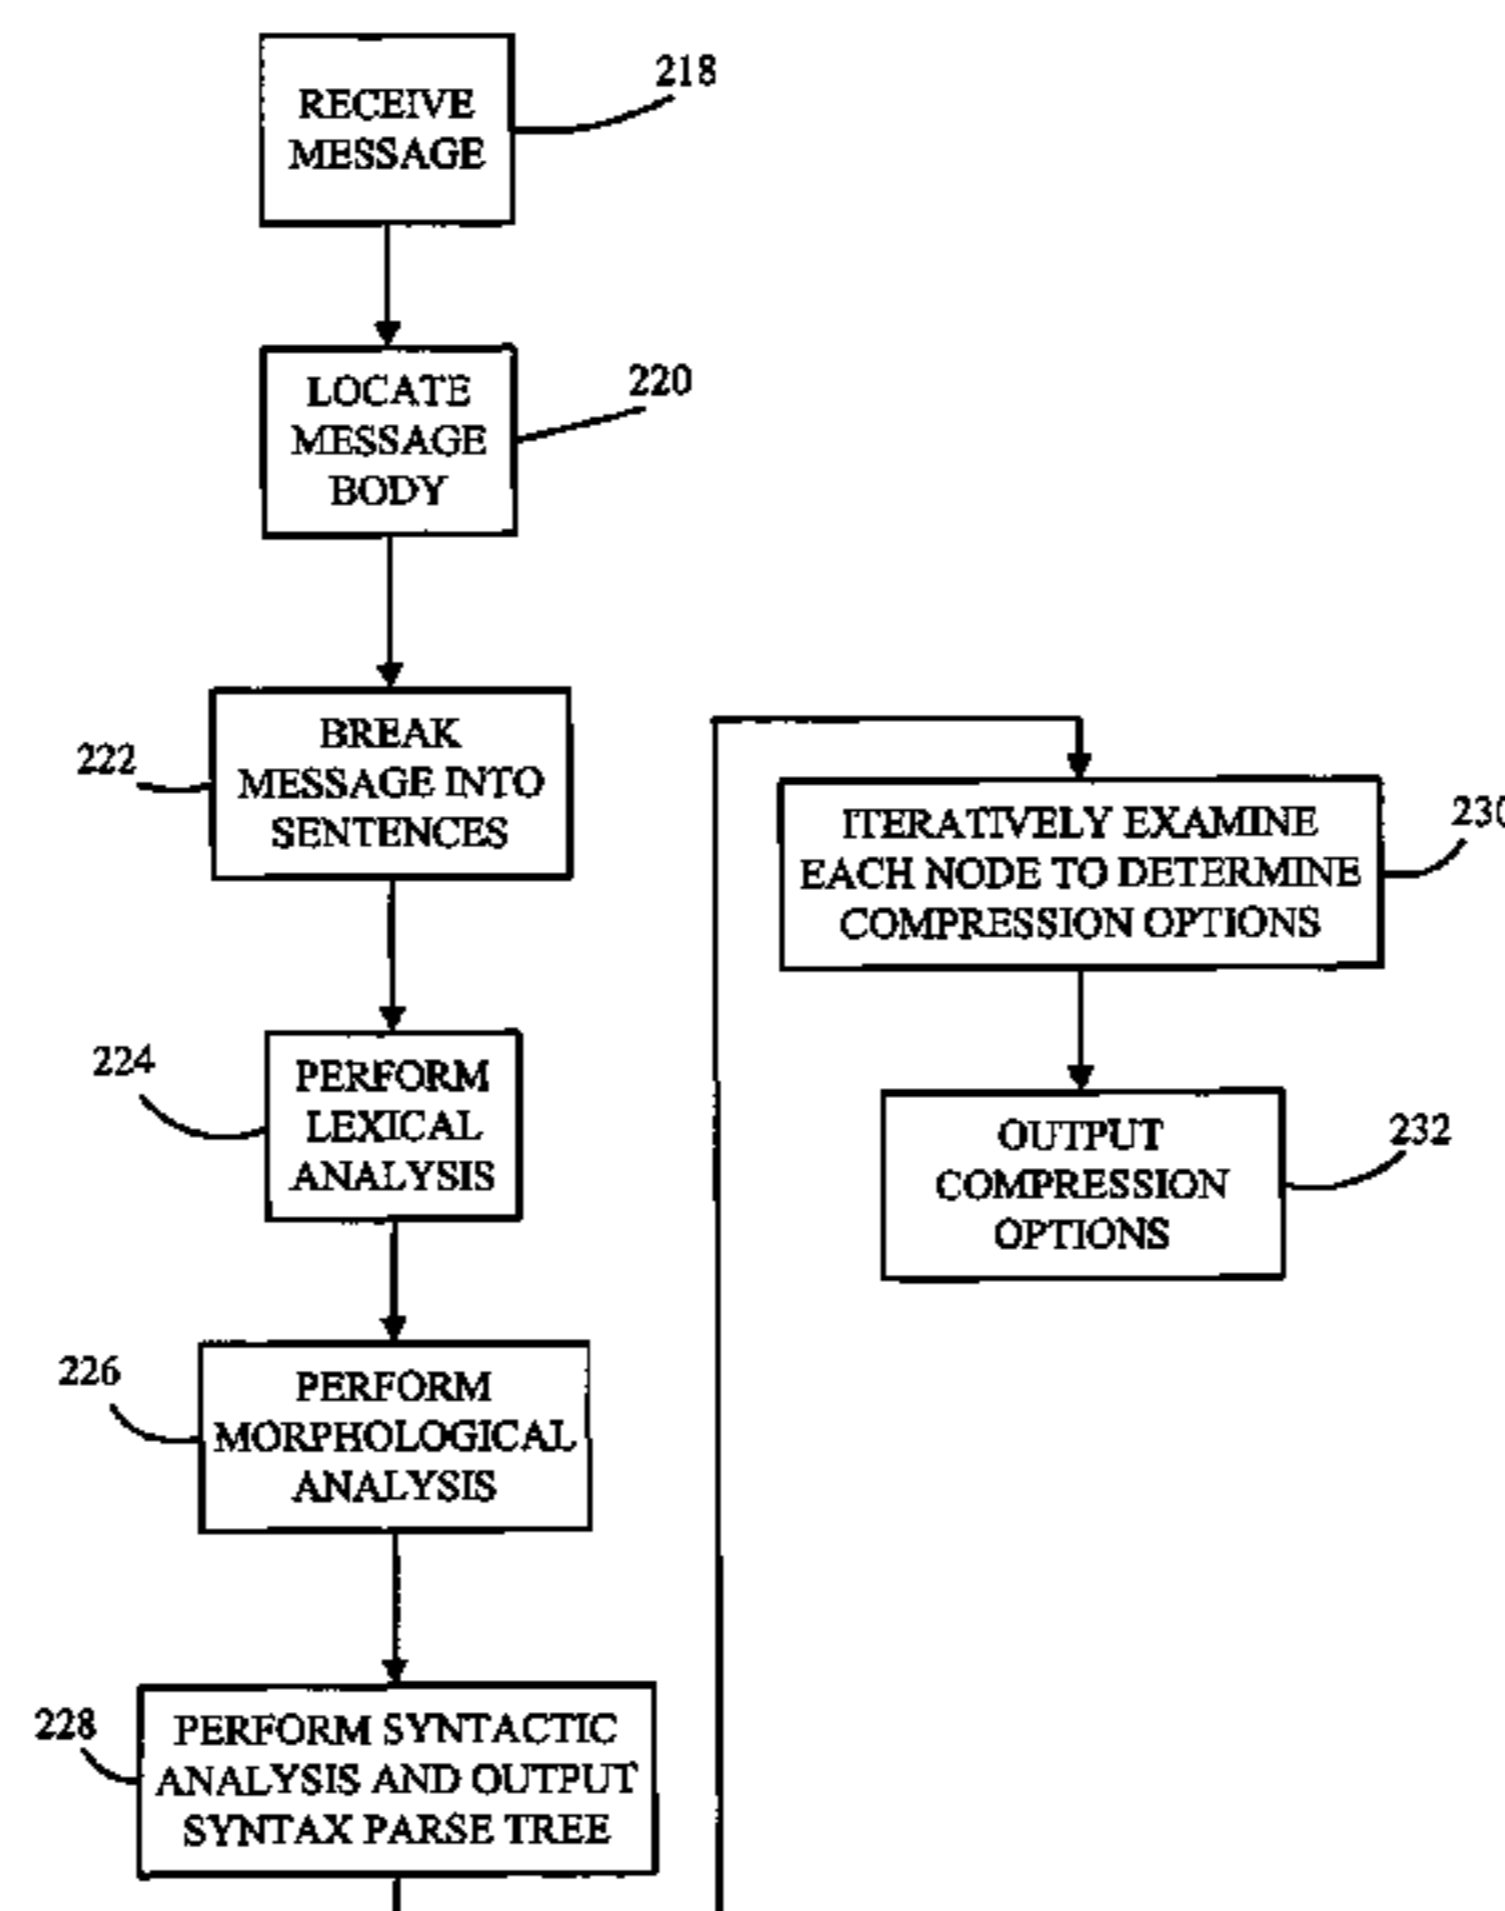 218
RECEIVE
MESSAGE
220
LOCATE
MESSAGE
BODY
222
BREAK
MESSAGE INTO
SENTENCES
224
PERFORM
LEXICAL
ANALYSIS
226
PERFORM
MORPHOLOGICAL
ANALYSIS
228
PERFORM SYNTACTIC
ANALYSIS AND OUTPUT
SYNTAX PARSE TREE
230
ITERATIVELY EXAMINE
EACH NODE TO DETERMINE
COMPRESSION OPTIONS
232
OUTPUT
COMPRESSION
OPTIONS